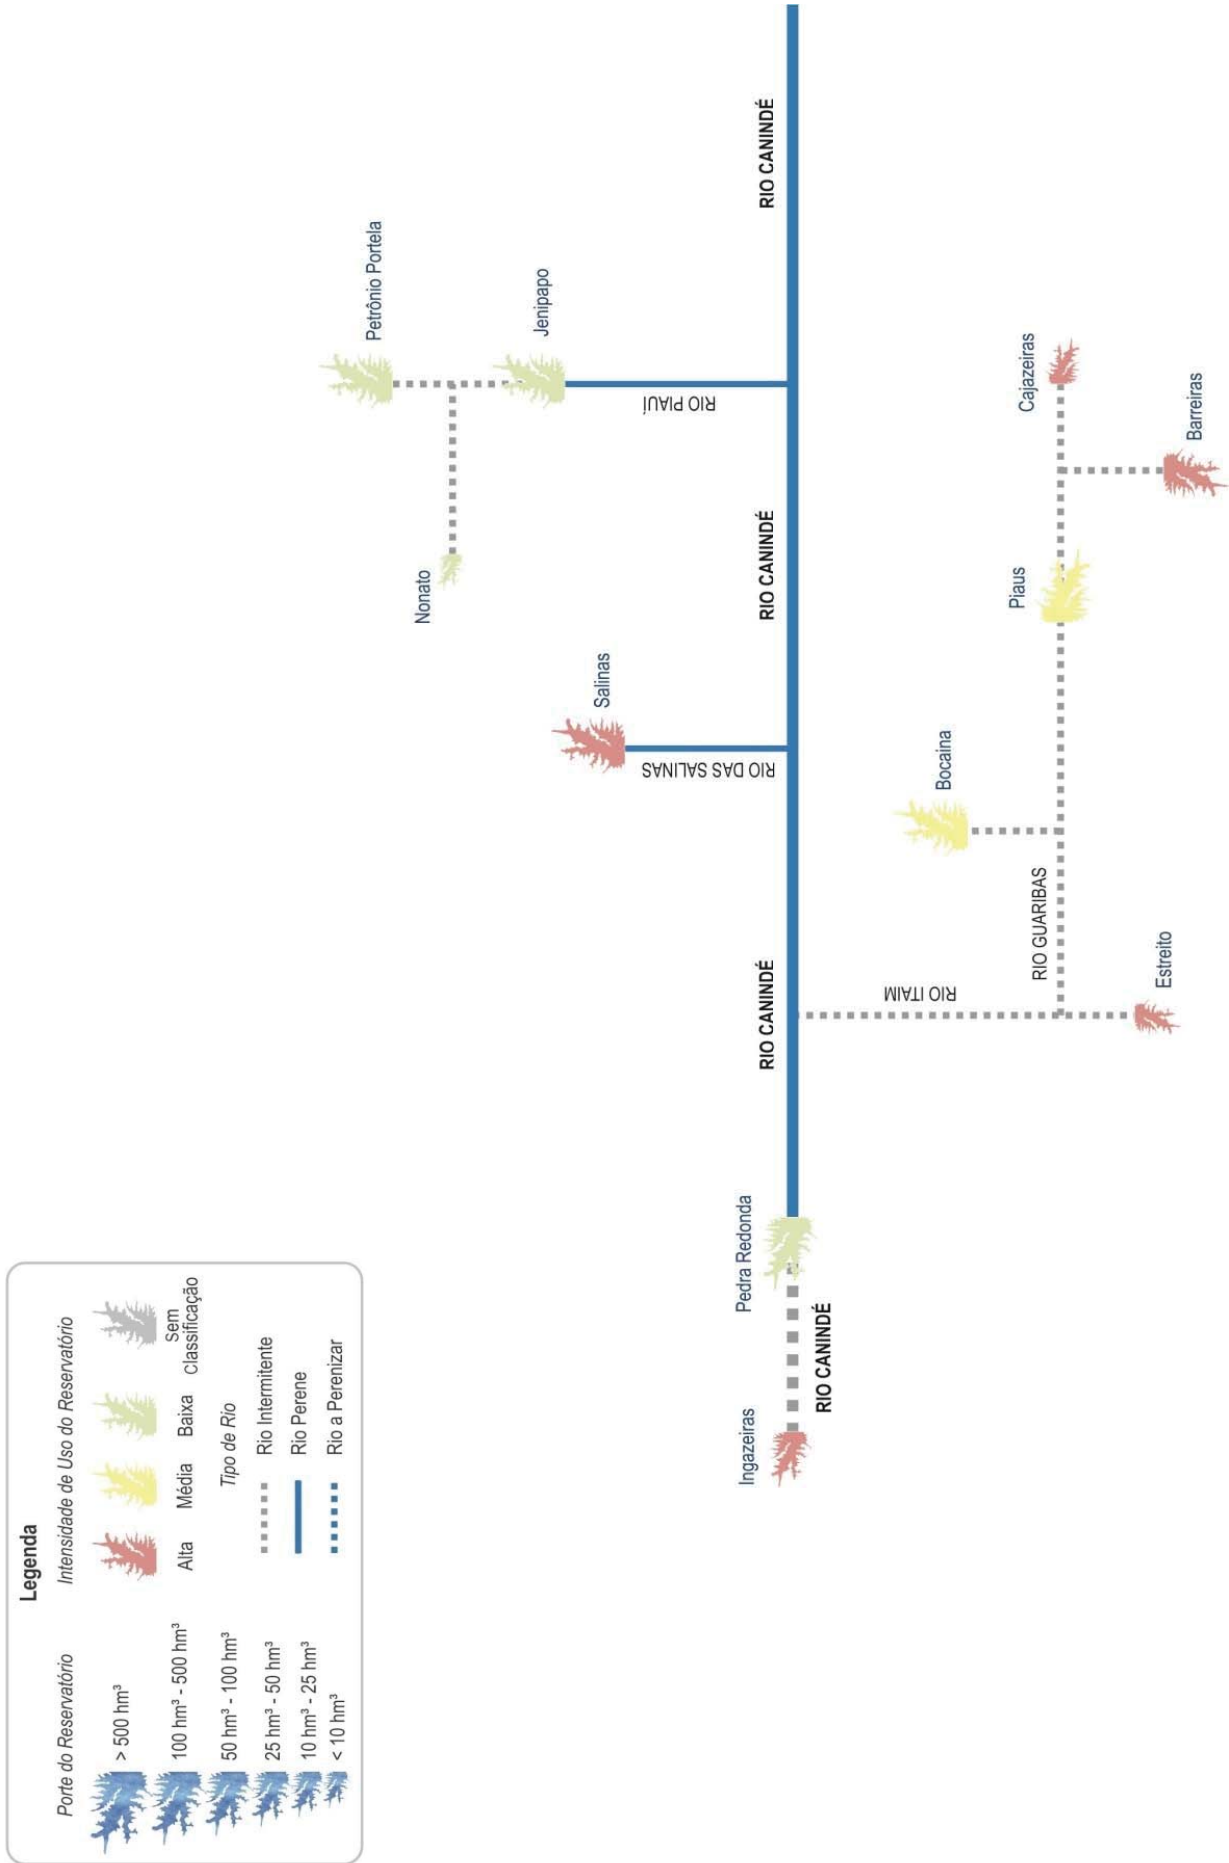 Legenda
Porte do Reservatório
> 500 hm³
100 hm³ - 500 hm³
50 hm³ - 100 hm³
25 hm³ - 50 hm³
10 hm³ - 25 hm³
< 10 hm³
Intensidade de Uso do Reservatório
Alta
Média
Baixa
Sem
Classificação
Tipo de Rio
Rio Intermitente
Rio Perene
Rio a Perenizar
Ingazeiras
RIO CANINDÉ
Pedra Redonda
RIO CANINDÉ
RIO ITAIM
Estreito
RIO GUARIBAS
Bocaina
Piaus
Cajazeiras
Barreiras
RIO DAS SALINAS
Salinas
RIO CANINDÉ
Nonato
Petrônio Portela
Jenipapo
RIO PIAUÍ
RIO CANINDÉ